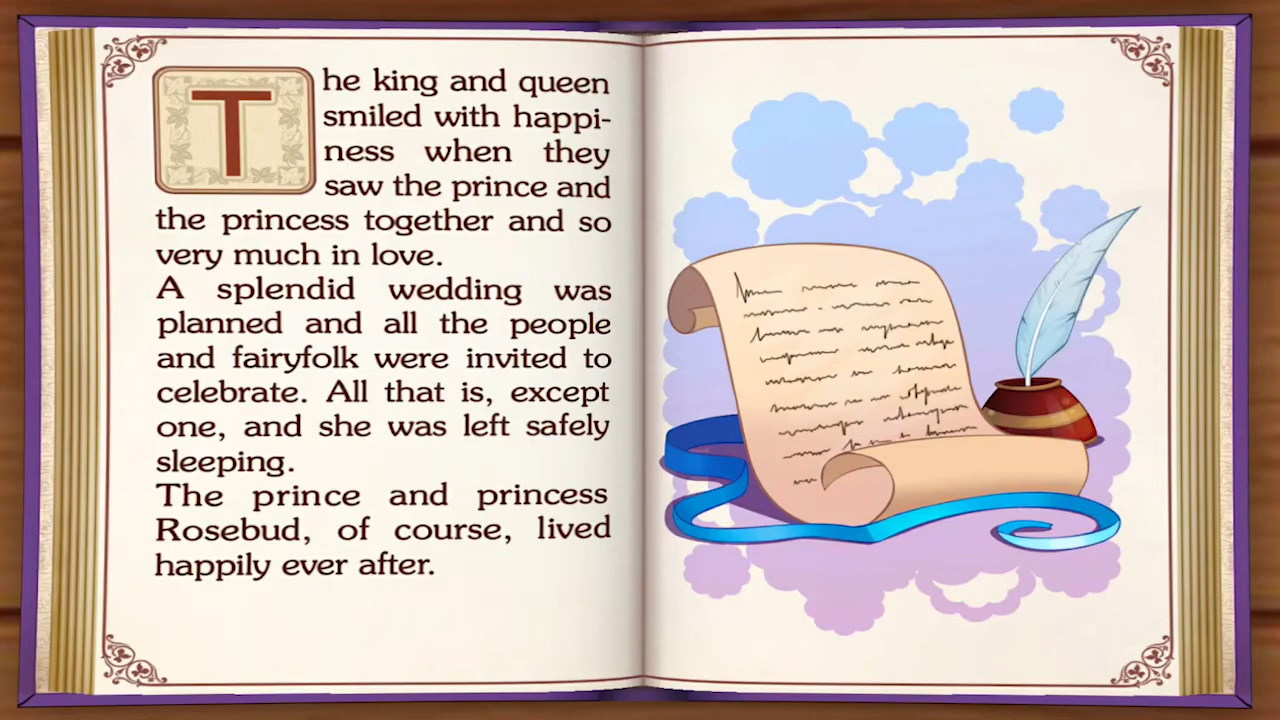 The king and queen
smiled with happi-
ness when they
saw the prince and
the princess together and so
very much in love.
A splendid wedding was
planned and all the people
and fairyfolk were invited to
celebrate. All that is, except
one, and she was left safely
sleeping.
The prince and princess
Rosebud, of course, lived
happily ever after.